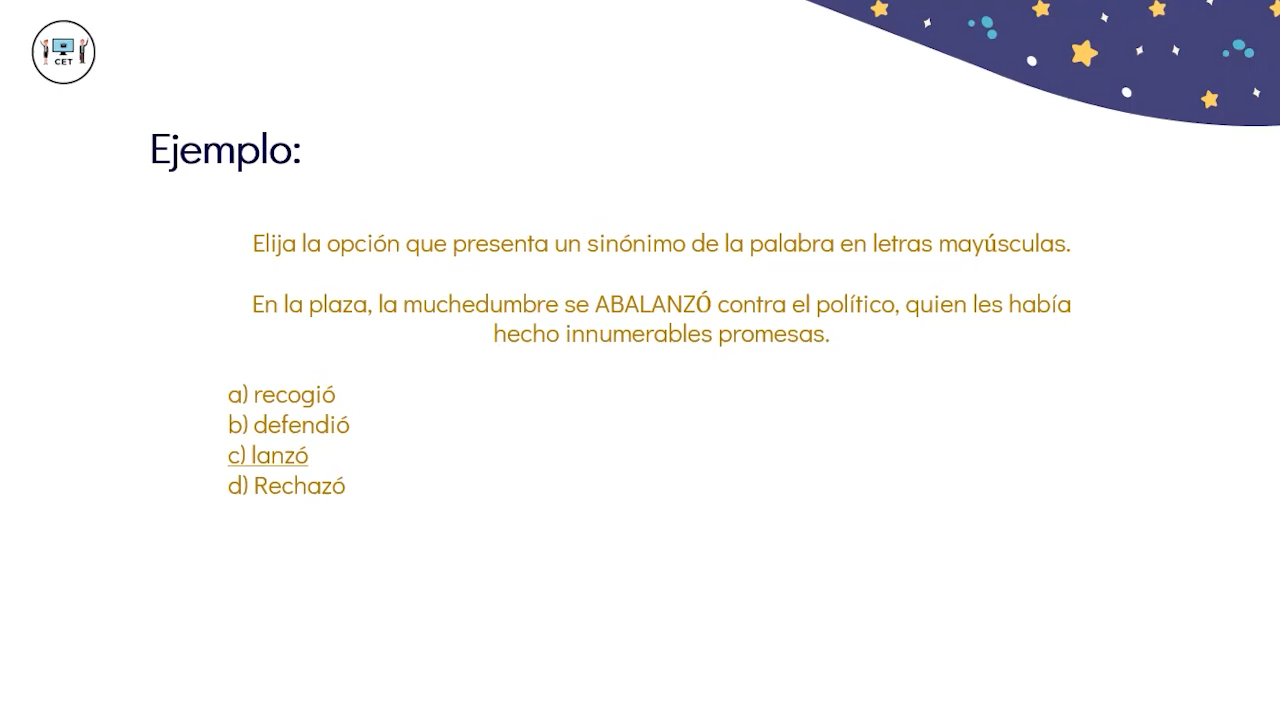 CET
Ejemplo:
Elija la opción que presenta un sinónimo de la palabra en letras mayúsculas.
En la plaza, la muchedumbre se ABALANZÓ contra el político, quien les había
hecho innumerables promesas.
a) recogió
b) defendió
c) lanzó
d) Rechazó